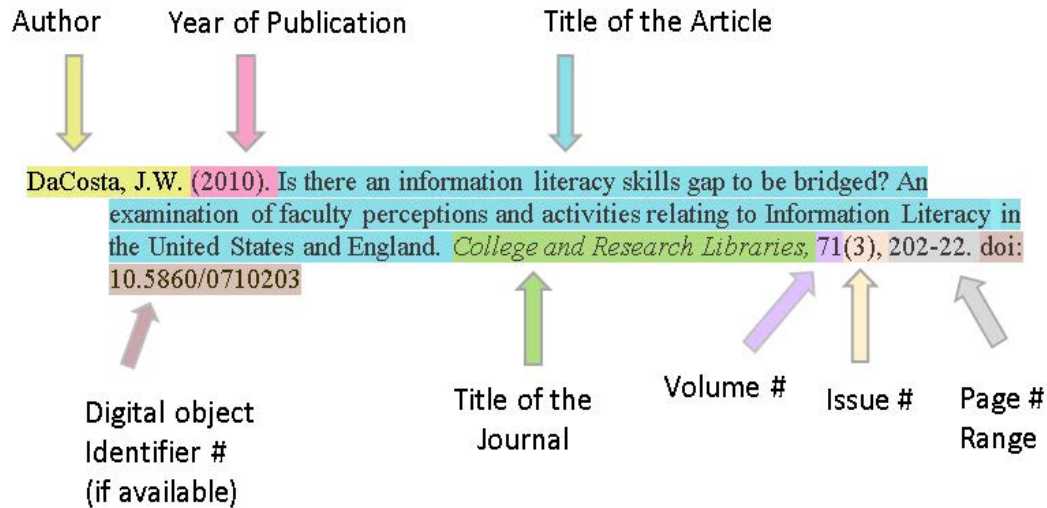 Author Year of Publication Title of the Article
DaCosta, J.W. (2010). Is there an information literacy skills gap to be bridged? An
examination of faculty perceptions and activities relating to Information Literacy in
the United States and England. College and Research Libraries, 71(3), 202-22. doi:
10.5860/0710203
Digital object
Identifier #
(if available)
Title of the
Journal
Volume #
Issue #
Page #
Range